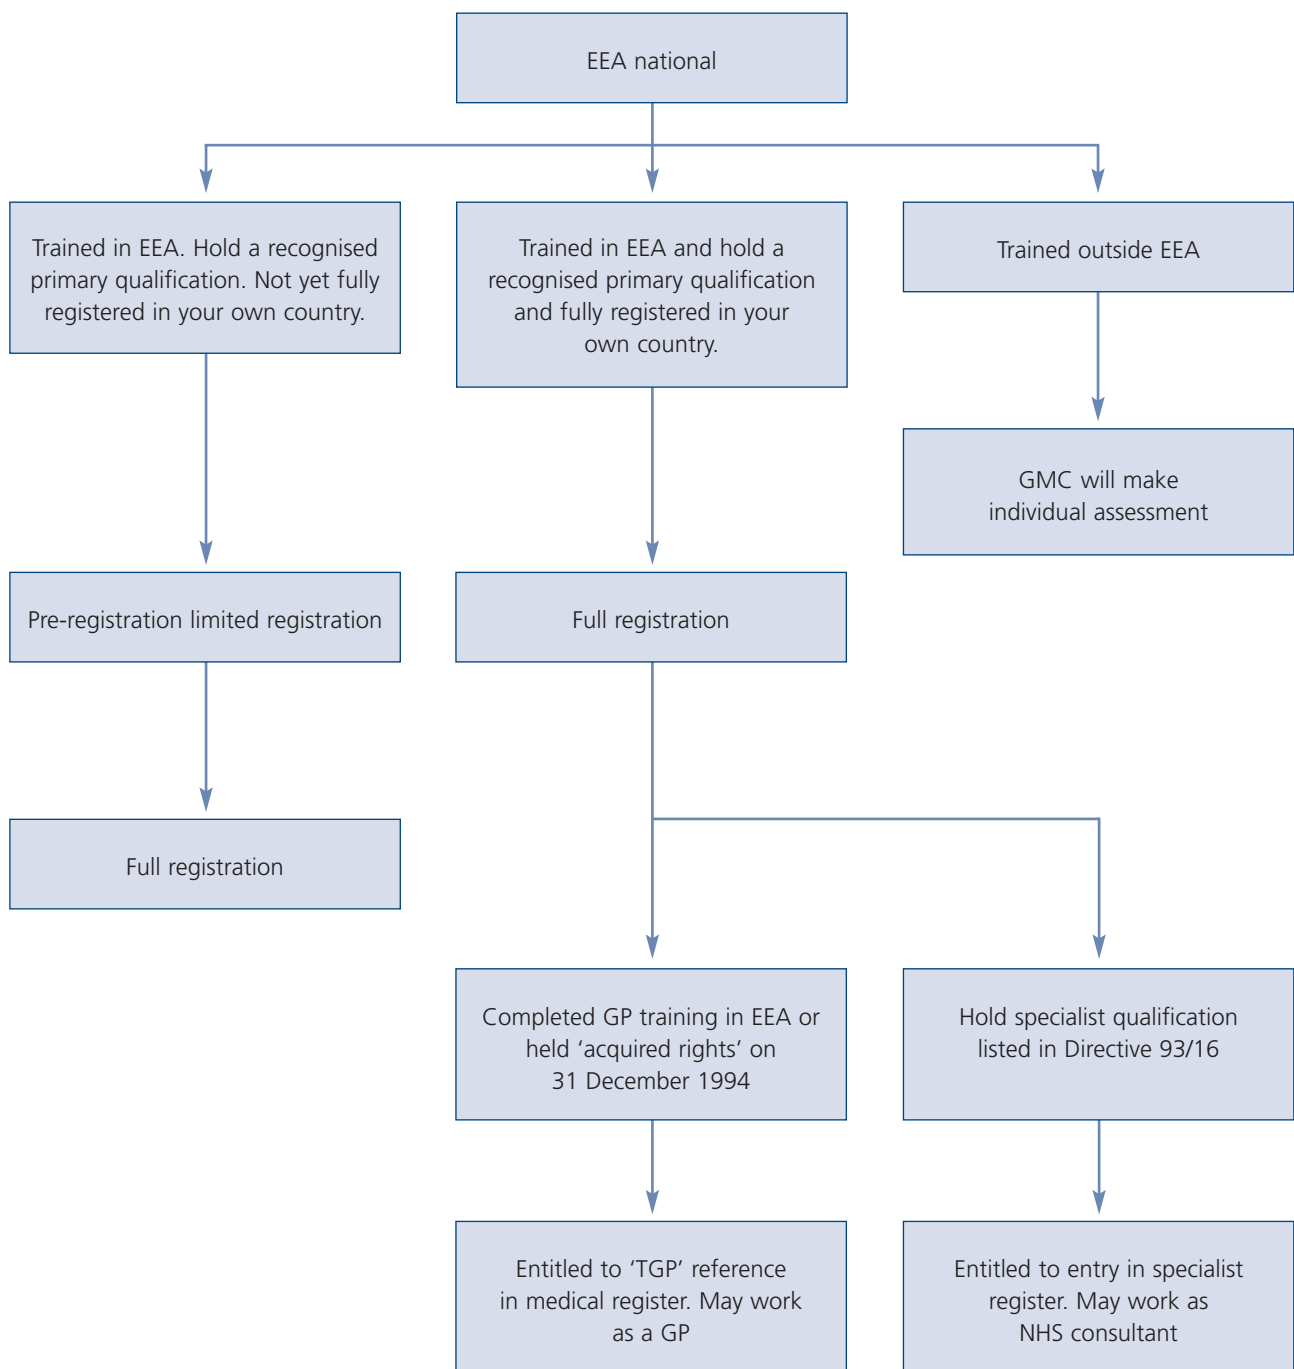 EEA national
Trained in EEA. Hold a recognised
primary qualification. Not yet fully
registered in your own country.
Trained in EEA and hold a
recognised primary qualification
and fully registered in your
own country.
Trained outside EEA
GMC will make
individual assessment
Pre-registration limited registration
Full registration
Full registration
Completed GP training in EEA or
held ‘acquired rights’ on
31 December 1994
Hold specialist qualification
listed in Directive 93/16
Entitled to ‘TGP’ reference
in medical register. May work
as a GP
Entitled to entry in specialist
register. May work as
NHS consultant